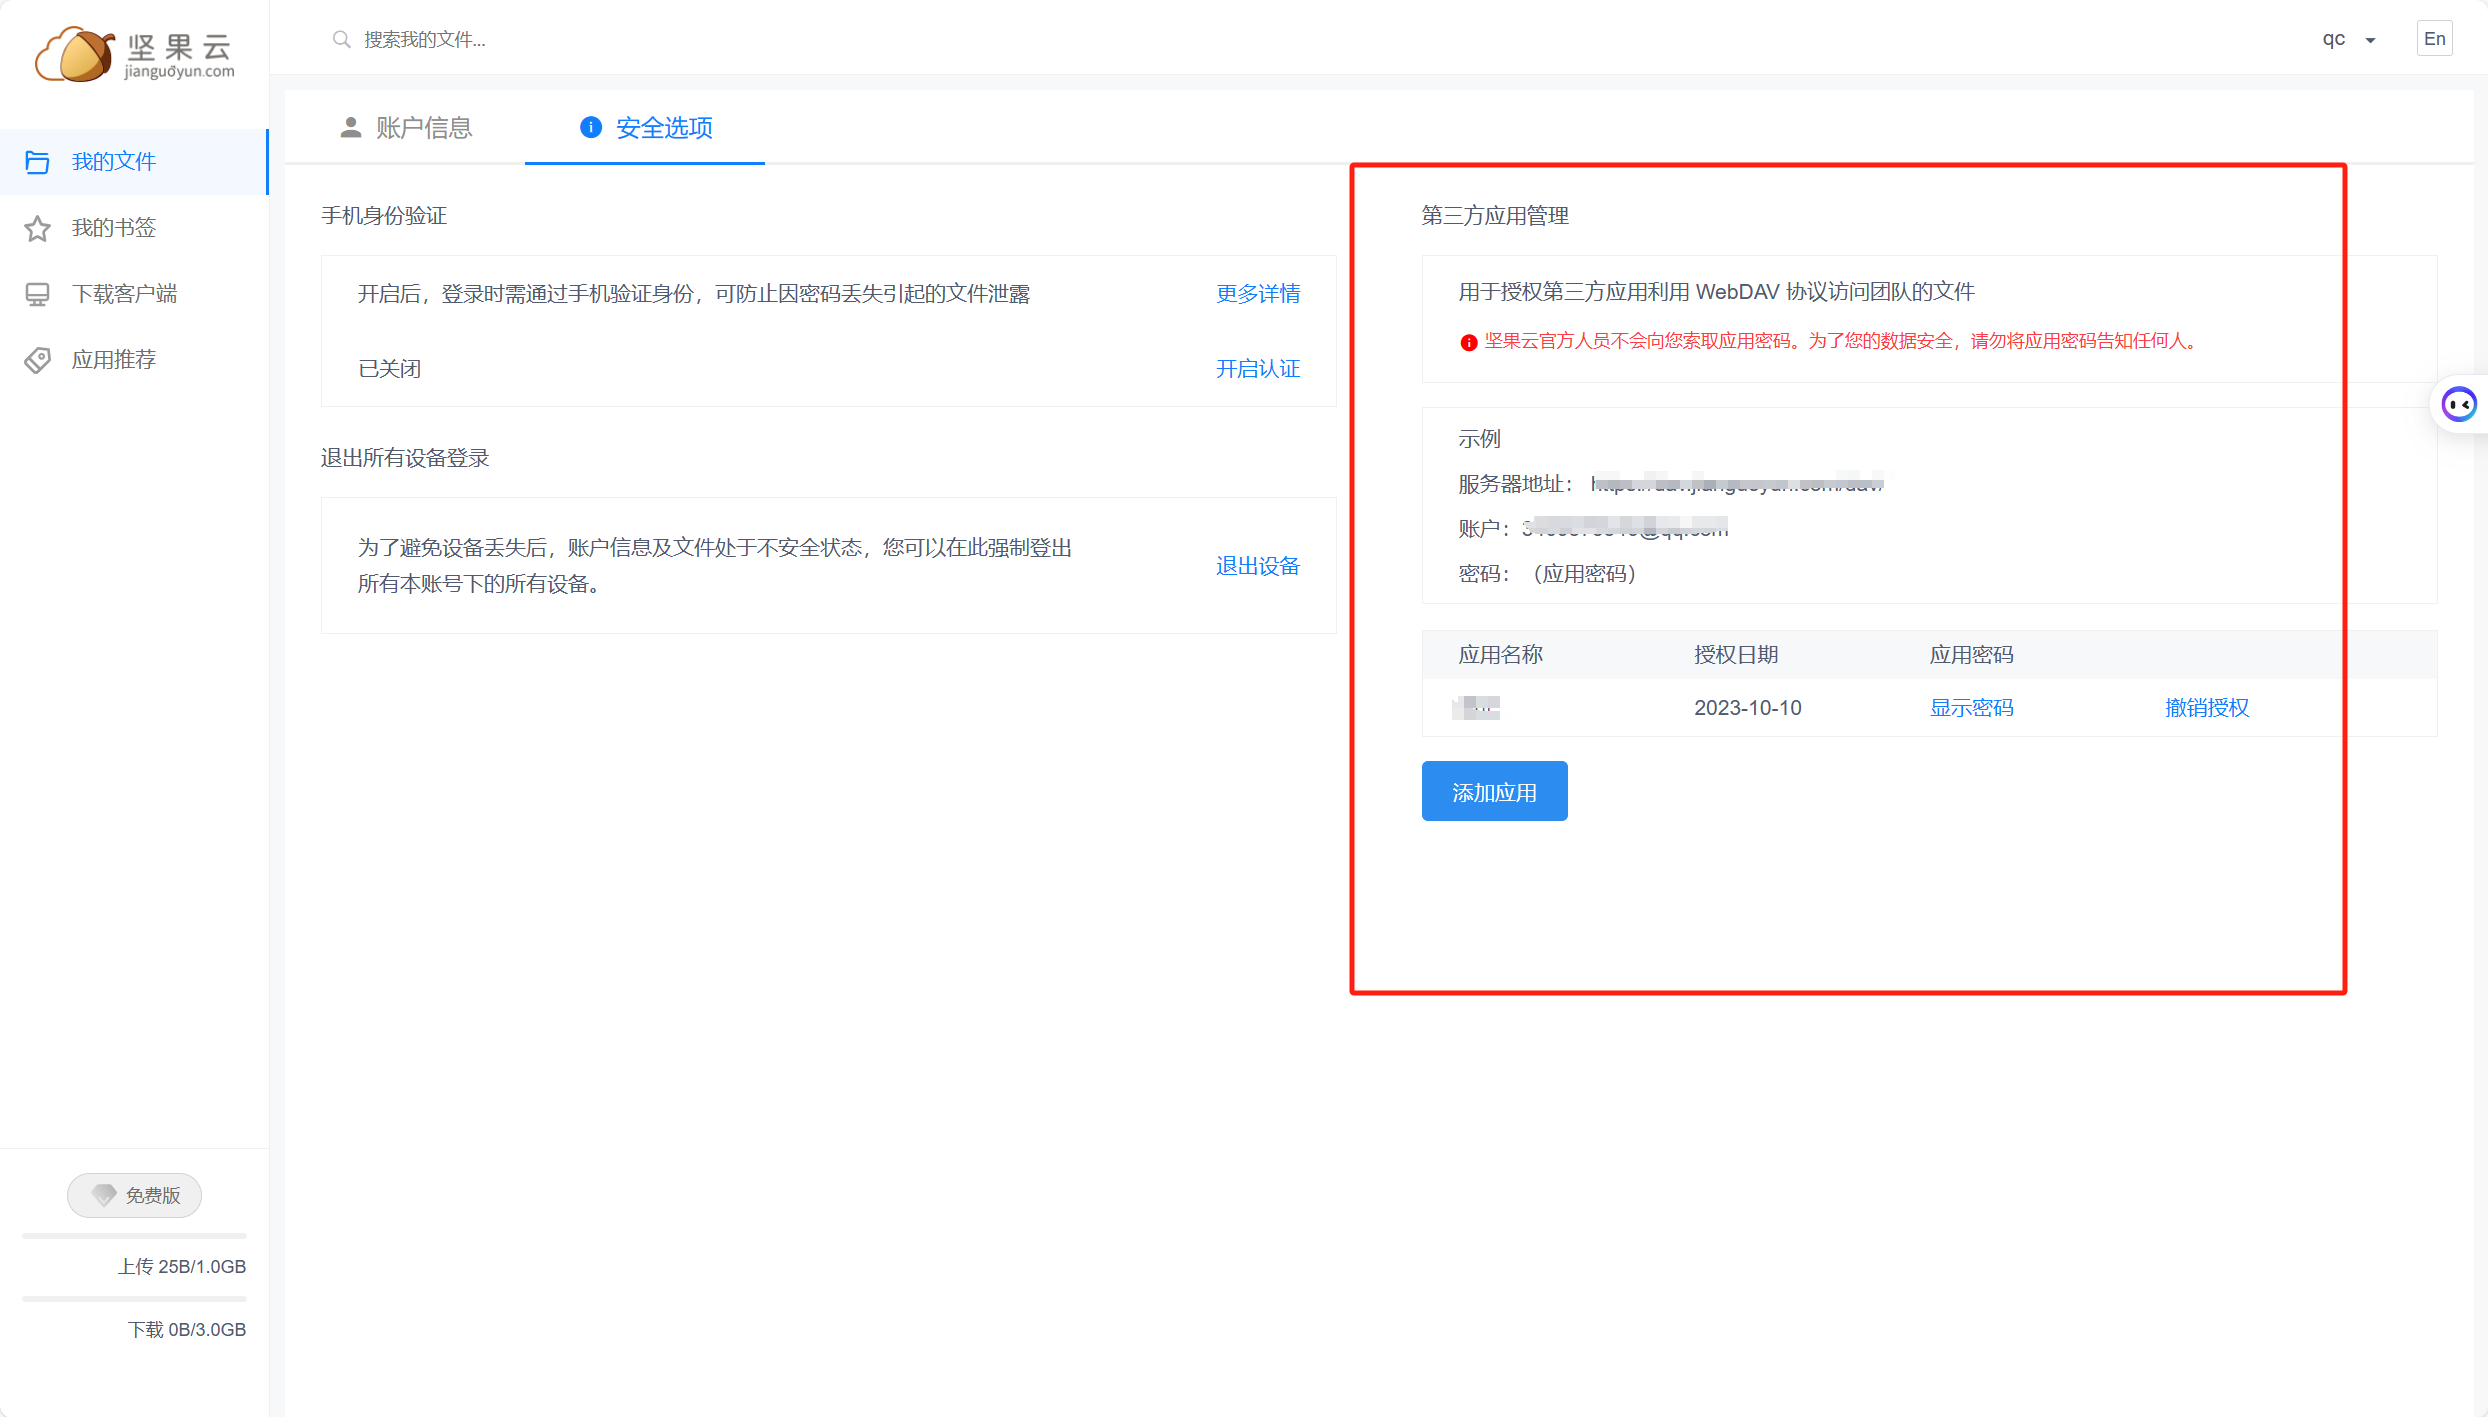 坚果云
jianguoyun.com
搜索我的文件...
qc
En
我的文件
我的书签
下载客户端
应用推荐
账户信息
安全选项
手机身份验证
开启后，登录时需通过手机验证身份，可防止因密码丢失引起的文件泄露
更多详情
已关闭
开启认证
退出所有设备登录
为了避免设备丢失后，账户信息及文件处于不安全状态，您可以在此强制登出
所有本账号下的所有设备。
退出设备
第三方应用管理
用于授权第三方应用利用 WebDAV 协议访问团队的文件
坚果云官方人员不会向您索取应用密码。为了您的数据安全，请勿将应用密码告知任何人。
示例
服务器地址：
账户：
密码：（应用密码）
应用名称 授权日期 应用密码
2023-10-10 显示密码 撤销授权
添加应用
免费版
上传 25B/1.0GB
下载 0B/3.0GB